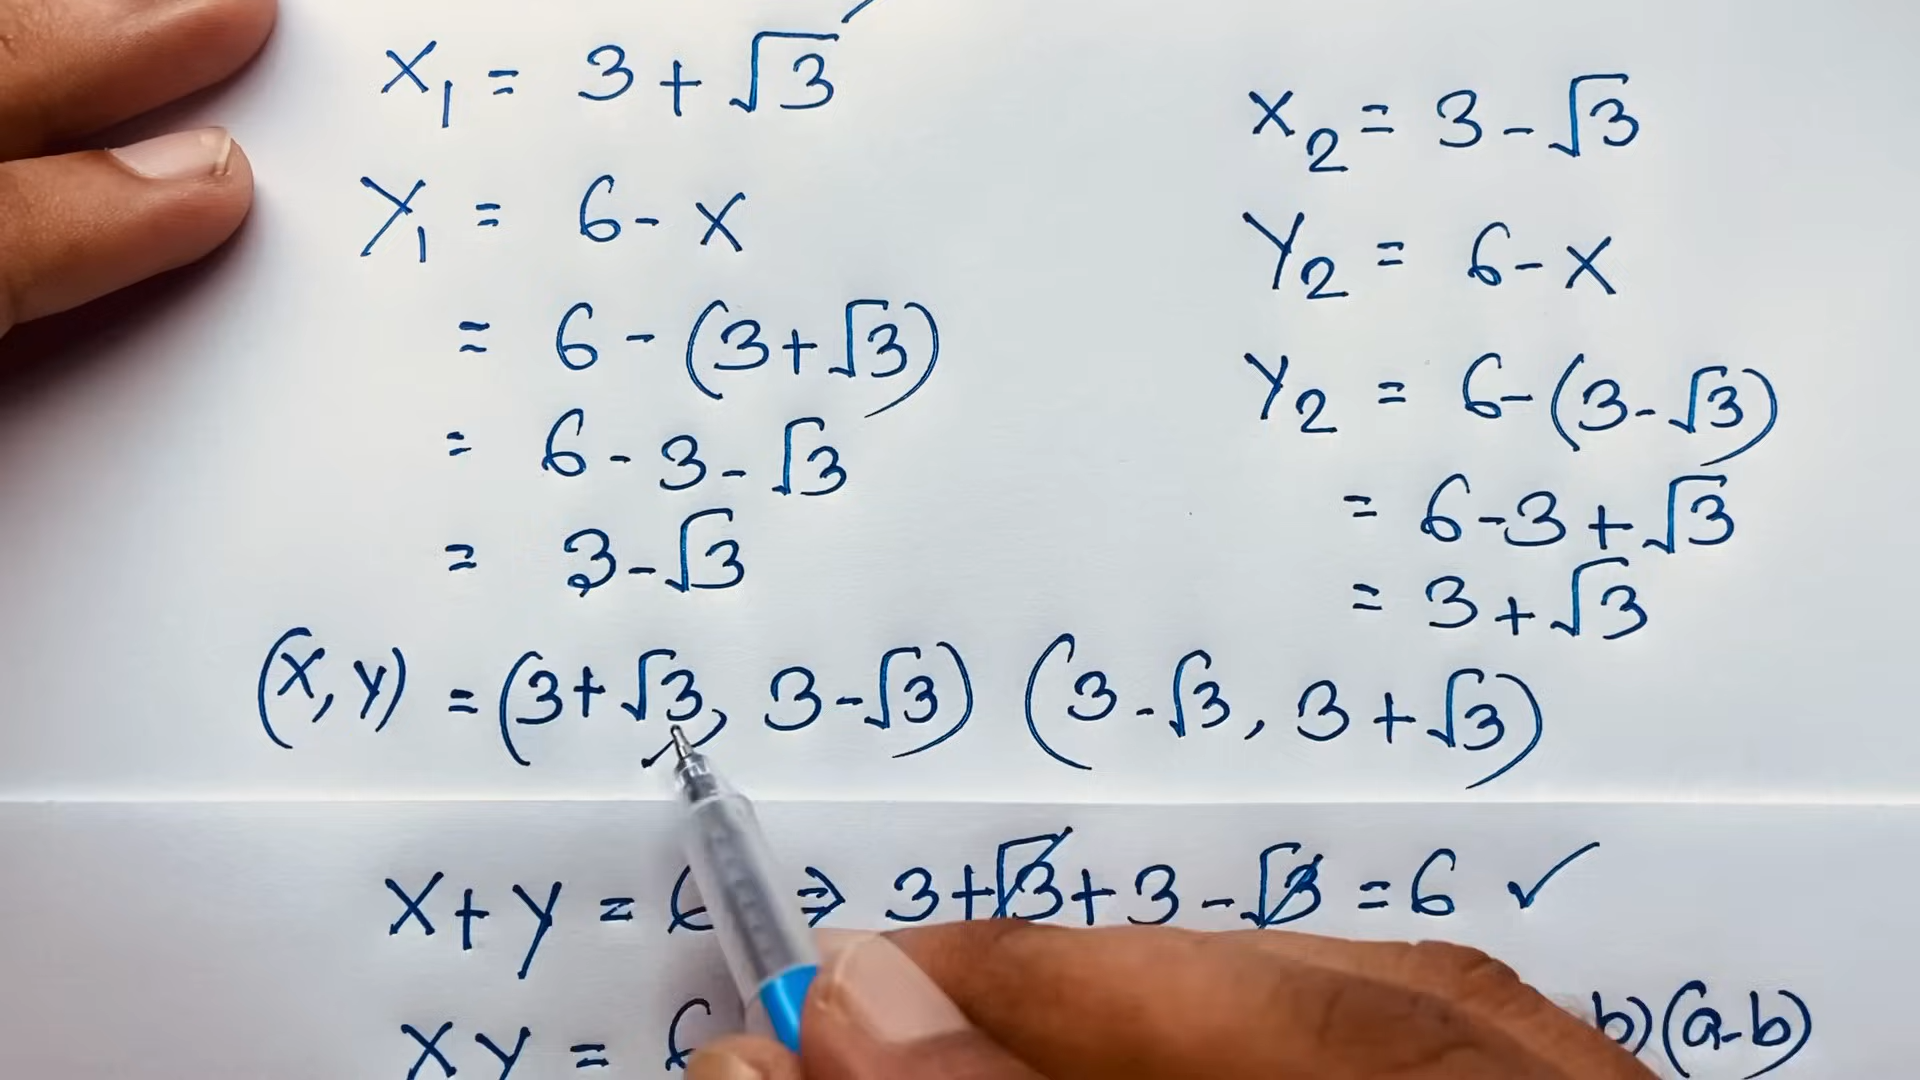 X₁ = 3 + √3
Y₁ = 6 - X
= 6 - (3 + √3)
= 6 - 3 - √3
= 3 - √3
X₂ = 3 - √3
Y₂ = 6 - X
Y₂ = 6 - (3 - √3)
= 6 - 3 + √3
= 3 + √3
(X, Y) = (3 + √3, 3 - √3) (3 - √3, 3 + √3)
X + Y = 6 ⇒ 3 + √3 + 3 - √3 = 6 ✓
XY = 6 b)(a-b)